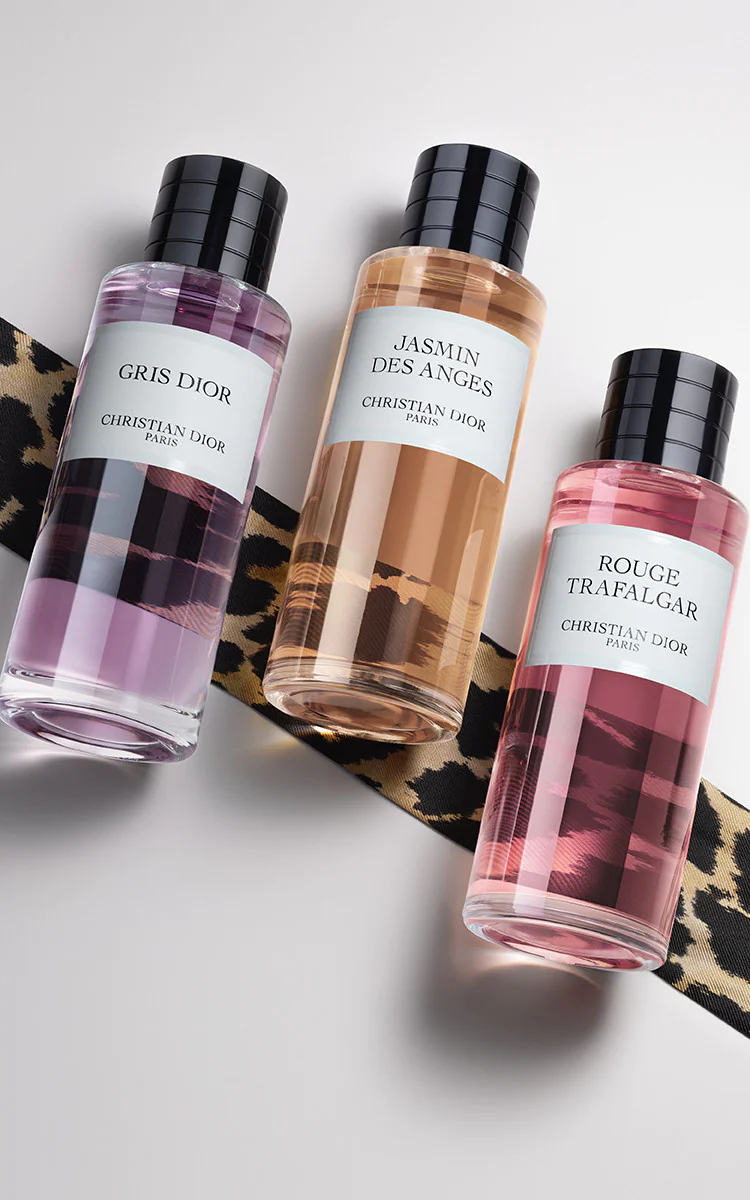 GRIS DIOR
CHRISTIAN DIOR
PARIS
JASMIN
DES ANGES
CHRISTIAN DIOR
PARIS
ROUGE
TRAFALGAR
CHRISTIAN DIOR
PARIS